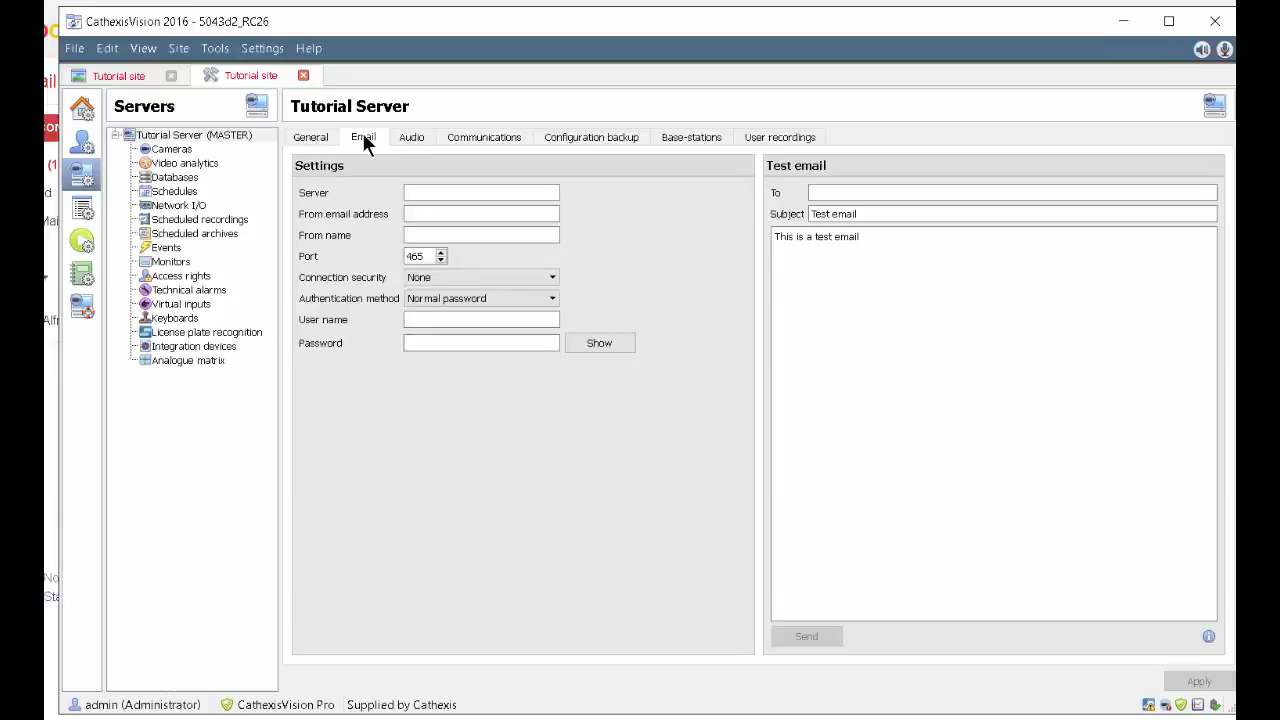 CathexisVision 2016 - 5043d2_RC26
File Edit View Site Tools Settings Help
Tutorial site Tutorial site
Servers
Tutorial Server (MASTER)
Cameras
Video analytics
Databases
Schedules
Network I/O
Scheduled recordings
Scheduled archives
Events
Monitors
Access rights
Technical alarms
Virtual inputs
Keyboards
License plate recognition
Integration devices
Analogue matrix
Tutorial Server
General Email Audio Communications Configuration backup Base-stations User recordings
Settings
Server
From email address
From name
Port 465
Connection security None
Authentication method Normal password
User name
Password Show
Test email
To
Subject Test email
This is a test email
Send
Apply
admin (Administrator) CathexisVision Pro Supplied by Cathexis